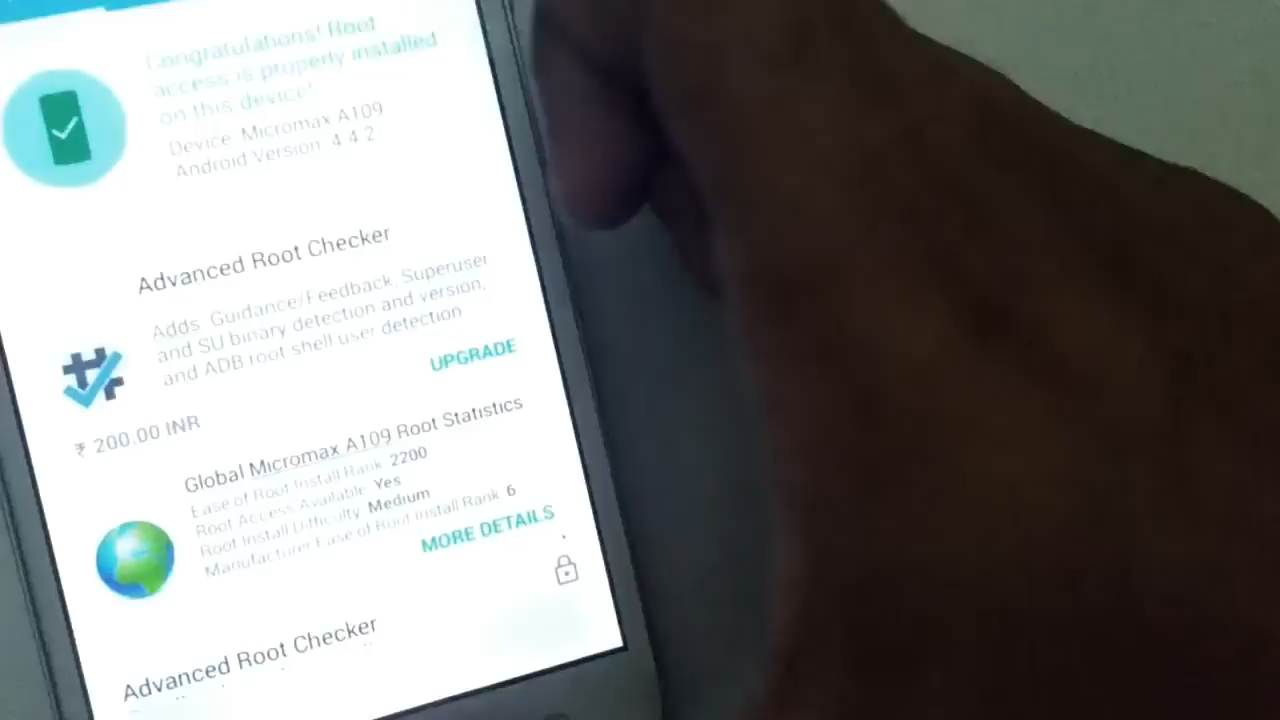 Congratulations! Root
access is properly installed
on this device!
Device: Micromax A109
Android Version: 4.4.2
Advanced Root Checker
Adds: Guidance/Feedback, Superuser
and SU binary detection and version,
and ADB root shell user detection
UPGRADE
₹ 200.00 INR
Global Micromax A109 Root Statistics
Ease of Root Install Rank: 2200
Root Access Available: Yes
Root Install Difficulty: Medium
Manufacturer Ease of Root Install Rank: 6
MORE DETAILS
Advanced Root Checker